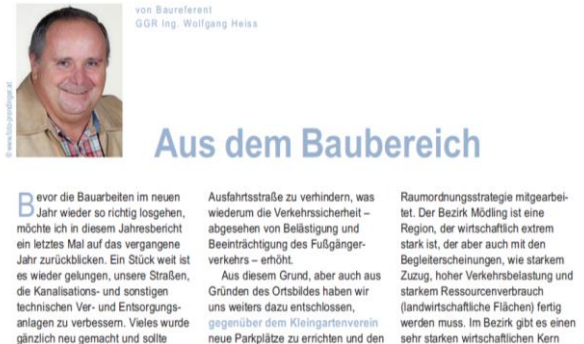 von Baureferent
GGR Ing. Wolfgang Heiss
© www.foto-grondinger.at
Aus dem Baubereich
Bevor die Bauarbeiten im neuen
Jahr wieder so richtig losgehen,
möchte ich in diesem Jahresbericht
ein letztes Mal auf das vergangene
Jahr zurückblicken. Ein Stück weit ist
es wieder gelungen, unsere Straßen,
die Kanalisations- und sonstigen
technischen Ver- und Entsorgungs-
anlagen zu verbessern. Vieles wurde
gänzlich neu gemacht und sollte
Ausfahrtsstraße zu verhindern, was
wiederum die Verkehrssicherheit –
abgesehen von Belästigung und
Beeinträchtigung des Fußgänger-
verkehrs – erhöht.
Aus diesem Grund, aber auch aus
Gründen des Ortsbildes haben wir
uns weiters dazu entschlossen,
gegenüber dem Kleingartenverein
neue Parkplätze zu errichten und den
Raumordnungsstrategie mitgearbei-
tet. Der Bezirk Mödling ist eine
Region, der wirtschaftlich extrem
stark ist, der aber auch mit den
Begleiterscheinungen, wie starkem
Zuzug, hoher Verkehrsbelastung und
starkem Ressourcenverbrauch
(landwirtschaftliche Flächen) fertig
werden muss. Im Bezirk gibt es einen
sehr starken wirtschaftlichen Kern